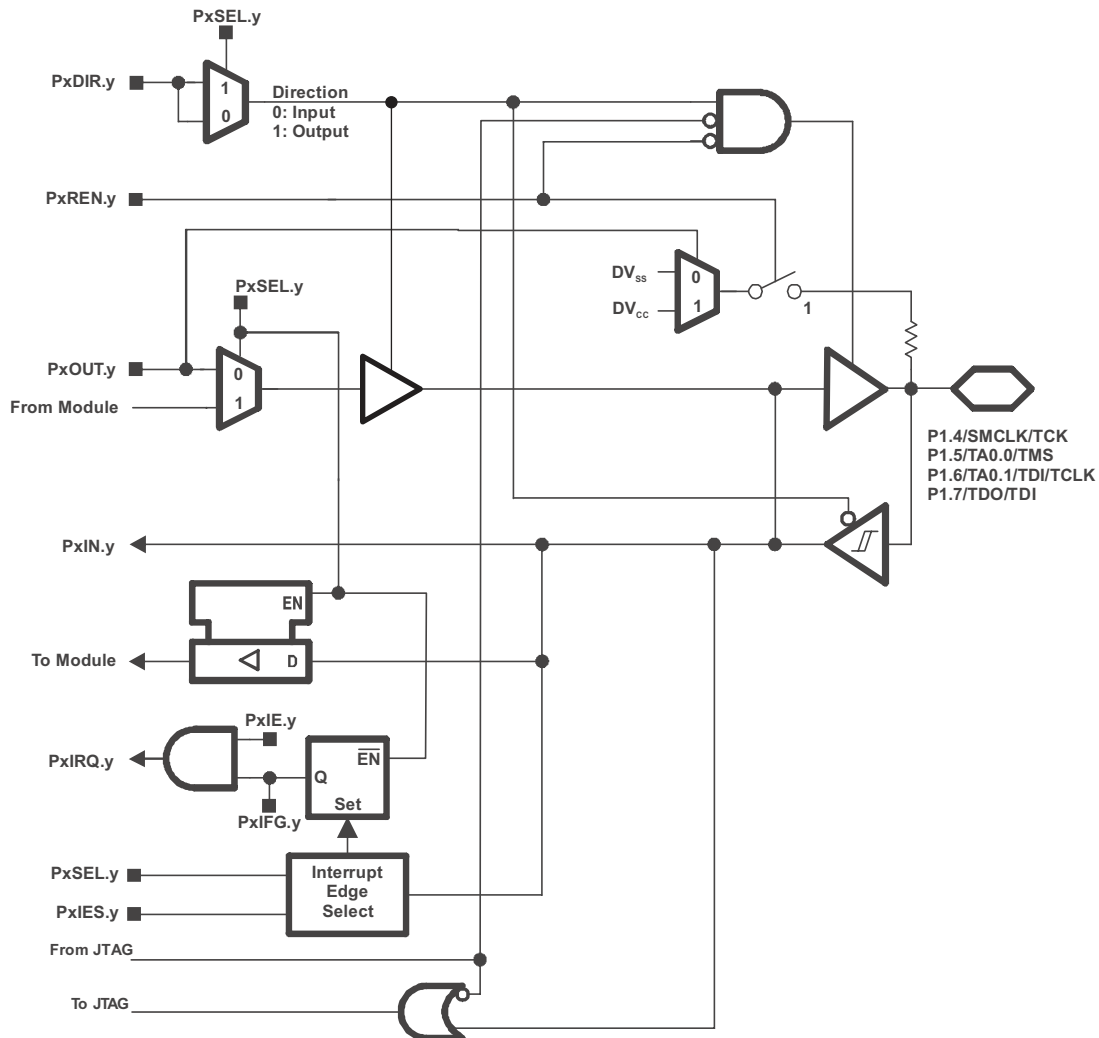 PxSEL.y
PxDIR.y
1
0
Direction
0: Input
1: Output
PxREN.y
DVSS
0
DVCC
1
1
PxSEL.y
PxOUT.y
0
From Module
1
P1.4/SMCLK/TCK
P1.5/TA0.0/TMS
P1.6/TA0.1/TDI/TCLK
P1.7/TDO/TDI
PxIN.y
EN
To Module
D
PxIE.y
PxIRQ.y
EN
Q
Set
PxIFG.y
PxSEL.y
Interrupt
Edge
Select
PxIES.y
From JTAG
To JTAG